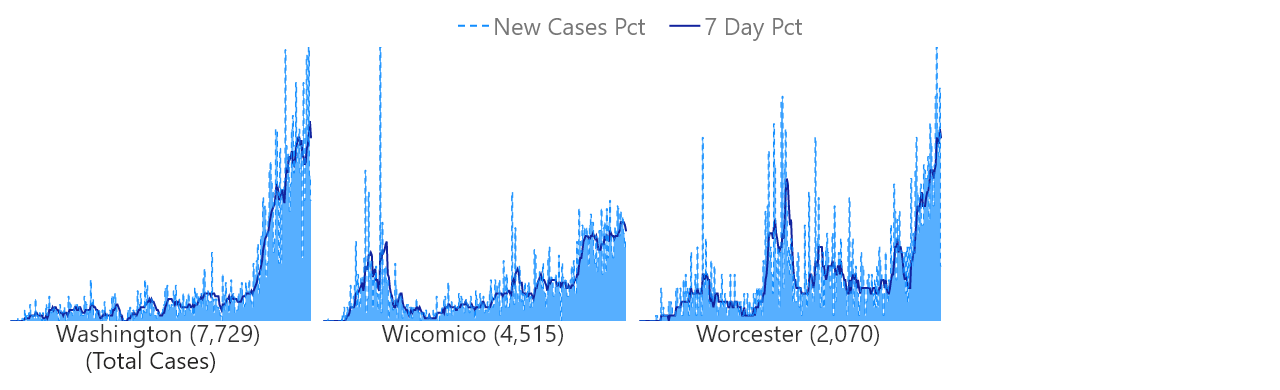 New Cases Pct 7 Day Pct
Washington (7,729) Wicomico (4,515) Worcester (2,070)
(Total Cases)